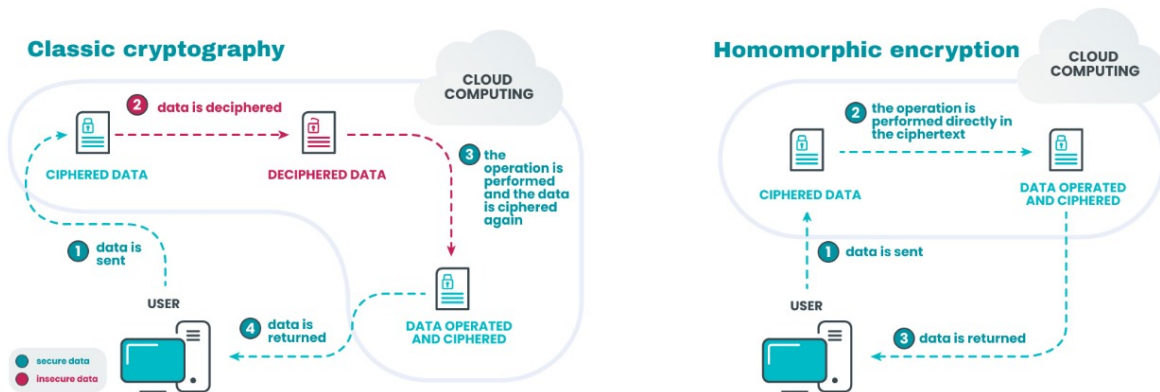 Classic cryptography
CLOUD
COMPUTING
2 data is deciphered
CIPHERED DATA
DECIPHERED DATA
3 the
operation is
performed
and the data
is ciphered
again
1 data is
sent
USER
4 data is
returned
DATA OPERATED
AND CIPHERED
secure data
insecure data
Homomorphic encryption
CLOUD
COMPUTING
2 the operation is
performed directly in
the ciphertext
CIPHERED DATA
DATA OPERATED
AND CIPHERED
1 data is sent
USER
3 data is returned